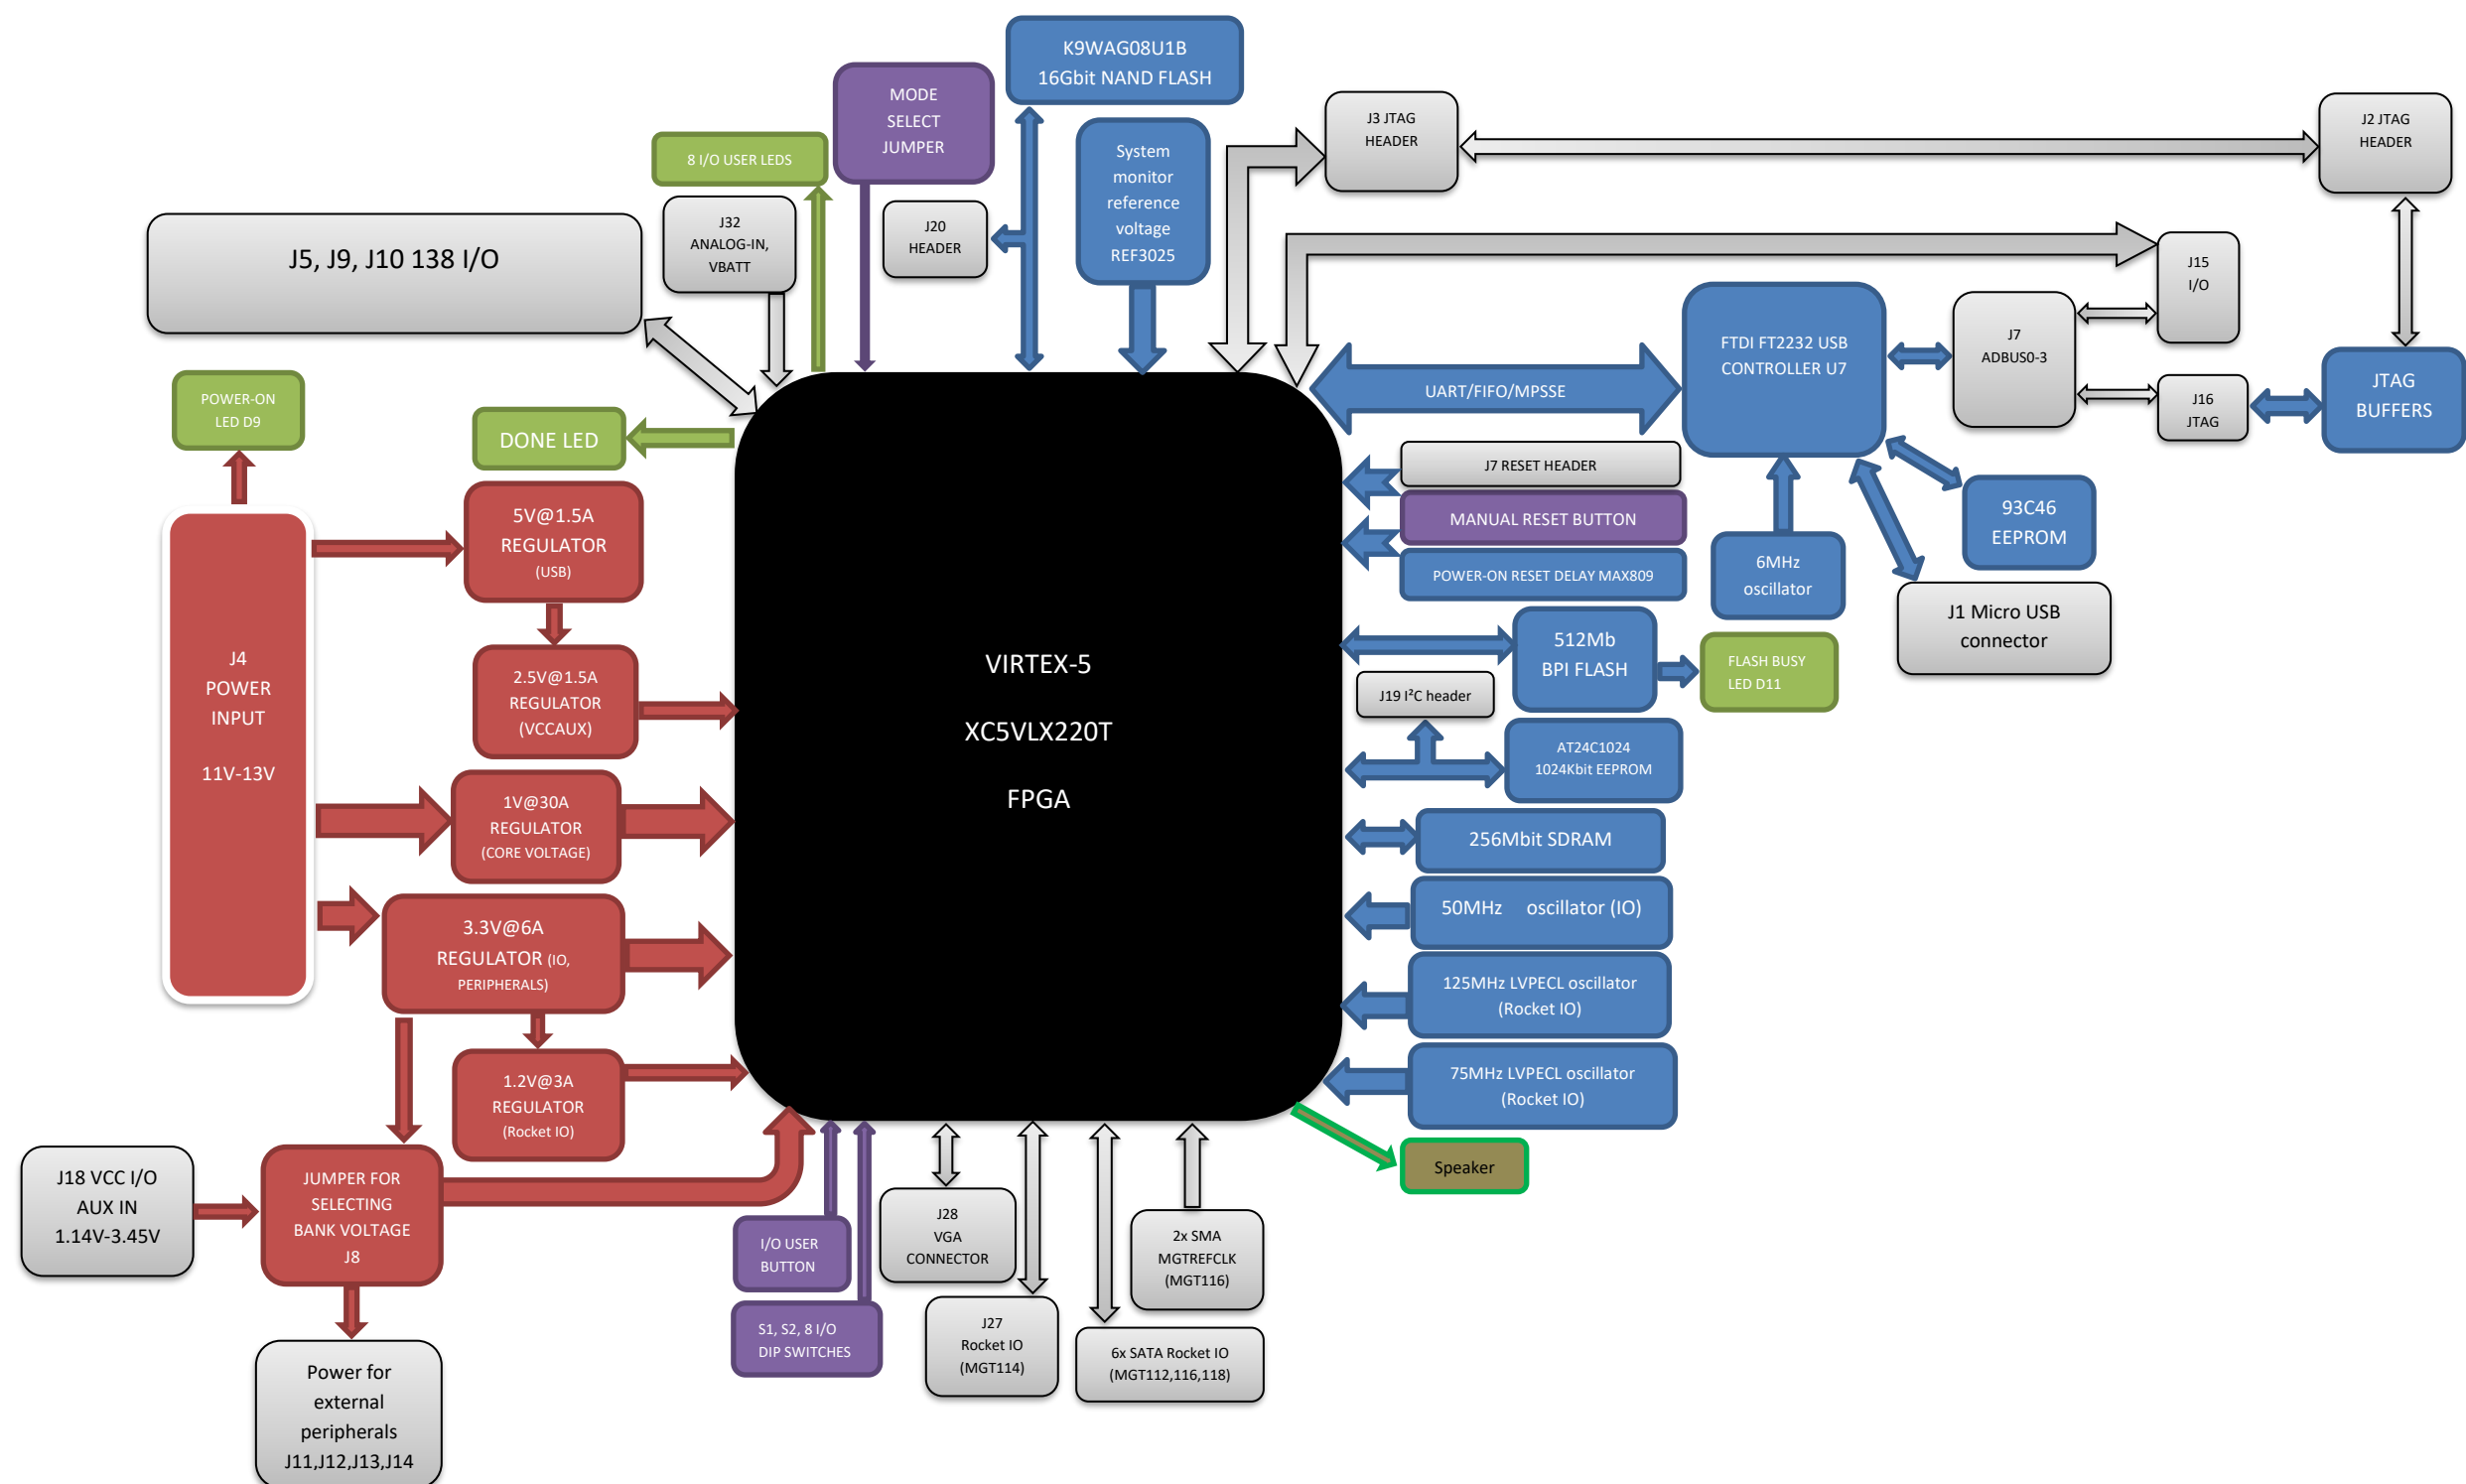 K9WAG08U1B
16Gbit NAND FLASH
MODE
SELECT
JUMPER
8 I/O USER LEDS
J3 JTAG
HEADER
J2 JTAG
HEADER
System
monitor
reference
voltage
REF3025
J32
ANALOG-IN,
VBATT
J20
HEADER
J5, J9, J10 138 I/O
J15
I/O
FTDI FT2232 USB
CONTROLLER U7
J7
ADBUS0-3
UART/FIFO/MPSSE
J16
JTAG
JTAG
BUFFERS
POWER-ON
LED D9
DONE LED
J7 RESET HEADER
MANUAL RESET BUTTON
POWER-ON RESET DELAY MAX809
6MHz
oscillator
93C46
EEPROM
J1 Micro USB
connector
5V@1.5A
REGULATOR
(USB)
J4
POWER
INPUT
11V-13V
2.5V@1.5A
REGULATOR
(VCCAUX)
VIRTEX-5
XC5VLX220T
FPGA
512Mb
BPI FLASH
FLASH BUSY
LED D11
J19 I²C header
AT24C1024
1024Kbit EEPROM
1V@30A
REGULATOR
(CORE VOLTAGE)
256Mbit SDRAM
3.3V@6A
REGULATOR (IO,
PERIPHERALS)
50MHz oscillator (IO)
125MHz LVPECL oscillator
(Rocket IO)
1.2V@3A
REGULATOR
(Rocket IO)
75MHz LVPECL oscillator
(Rocket IO)
Speaker
J18 VCC I/O
AUX IN
1.14V-3.45V
JUMPER FOR
SELECTING
BANK VOLTAGE
J8
I/O USER
BUTTON
J28
VGA
CONNECTOR
2x SMA
MGTREFCLK
(MGT116)
S1, S2, 8 I/O
DIP SWITCHES
J27
Rocket IO
(MGT114)
6x SATA Rocket IO
(MGT112,116,118)
Power for
external
peripherals
J11,J12,J13,J14